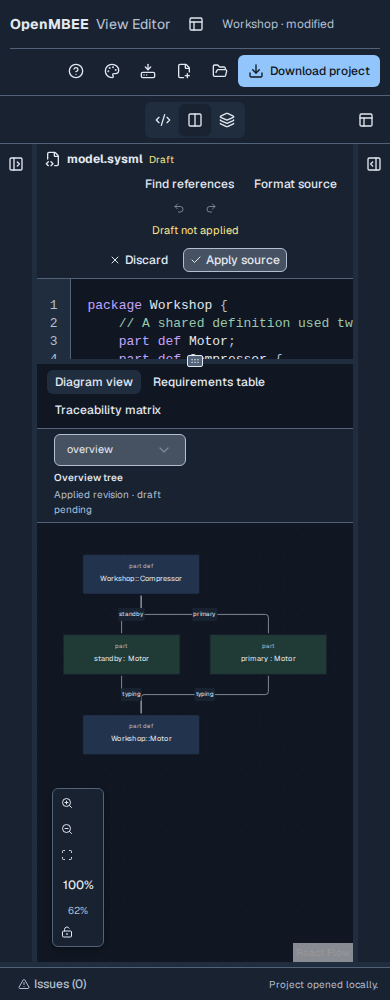 OpenMBEE View Editor Workshop · modified
Download project
model.sysml Draft
Find references Format source
Draft not applied
Discard Apply source
1 package Workshop {
2 // A shared definition used tw
3 part def Motor;
4 part def Compressor {
Diagram view Requirements table
Traceability matrix
overview
Overview tree
Applied revision · draft
pending
part def
Workshop::Compressor
standby primary
part part
standby : Motor primary : Motor
typing typing
part def
Workshop::Motor
100%
62%
React Flow
Issues (0) Project opened locally.